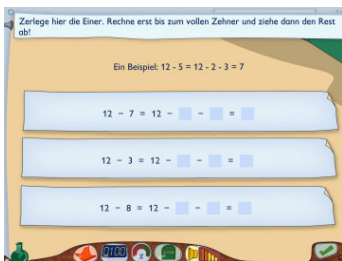 Zerlege hier die Einer. Rechne erst bis zum vollen Zehner und ziehe dann den Rest
ab!
Ein Beispiel: 12 - 5 = 12 - 2 - 3 = 7
12 - 7 = 12 - - =
12 - 3 = 12 - - =
12 - 8 = 12 - - =